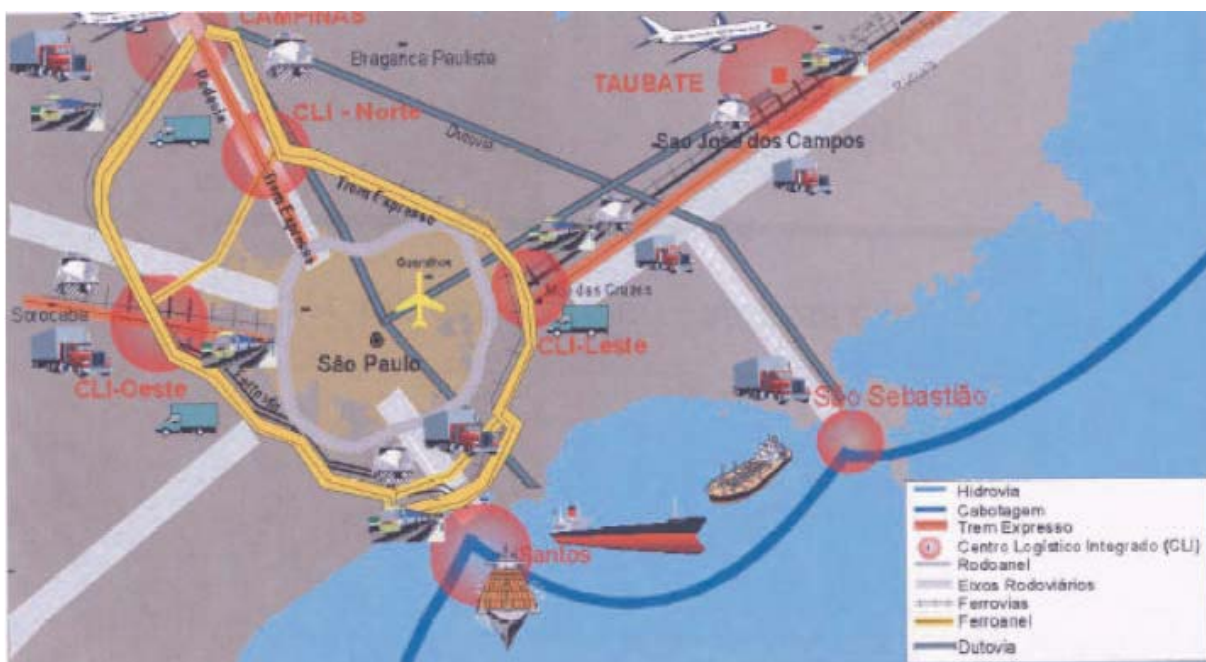 CAMPINAS
Bragança Paulista
TAUBATE
Rodovia
CLI - Norte
Dutovia
Sao José dos Campos
Trem Expresso
Trem Expresso
Guarulhos
das Cruzes
Sorocaba
São Paulo
CLI-Leste
CLI-Oeste
São Sebastião
Santos
Hidrovia
Cabotagem
Trem Expresso
Centro Logístico Integrado (CLI)
Rodoanel
Eixos Rodoviários
Ferrovias
Ferroanel
Dutovia